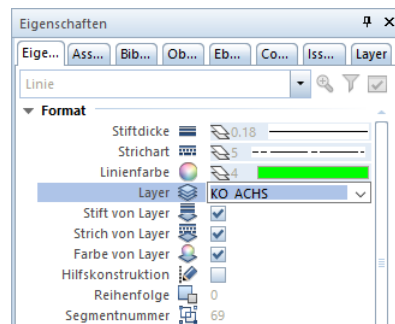 Eigenschaften
Eige... Ass... Bib... Ob... Eb... Co... Iss... Layer
Linie
Format
Stiftdicke 0.18
Strichart 5
Linienfarbe 4
Layer KO_ACHS
Stift von Layer
Strich von Layer
Farbe von Layer
Hilfskonstruktion
Reihenfolge 0
Segmentnummer 69